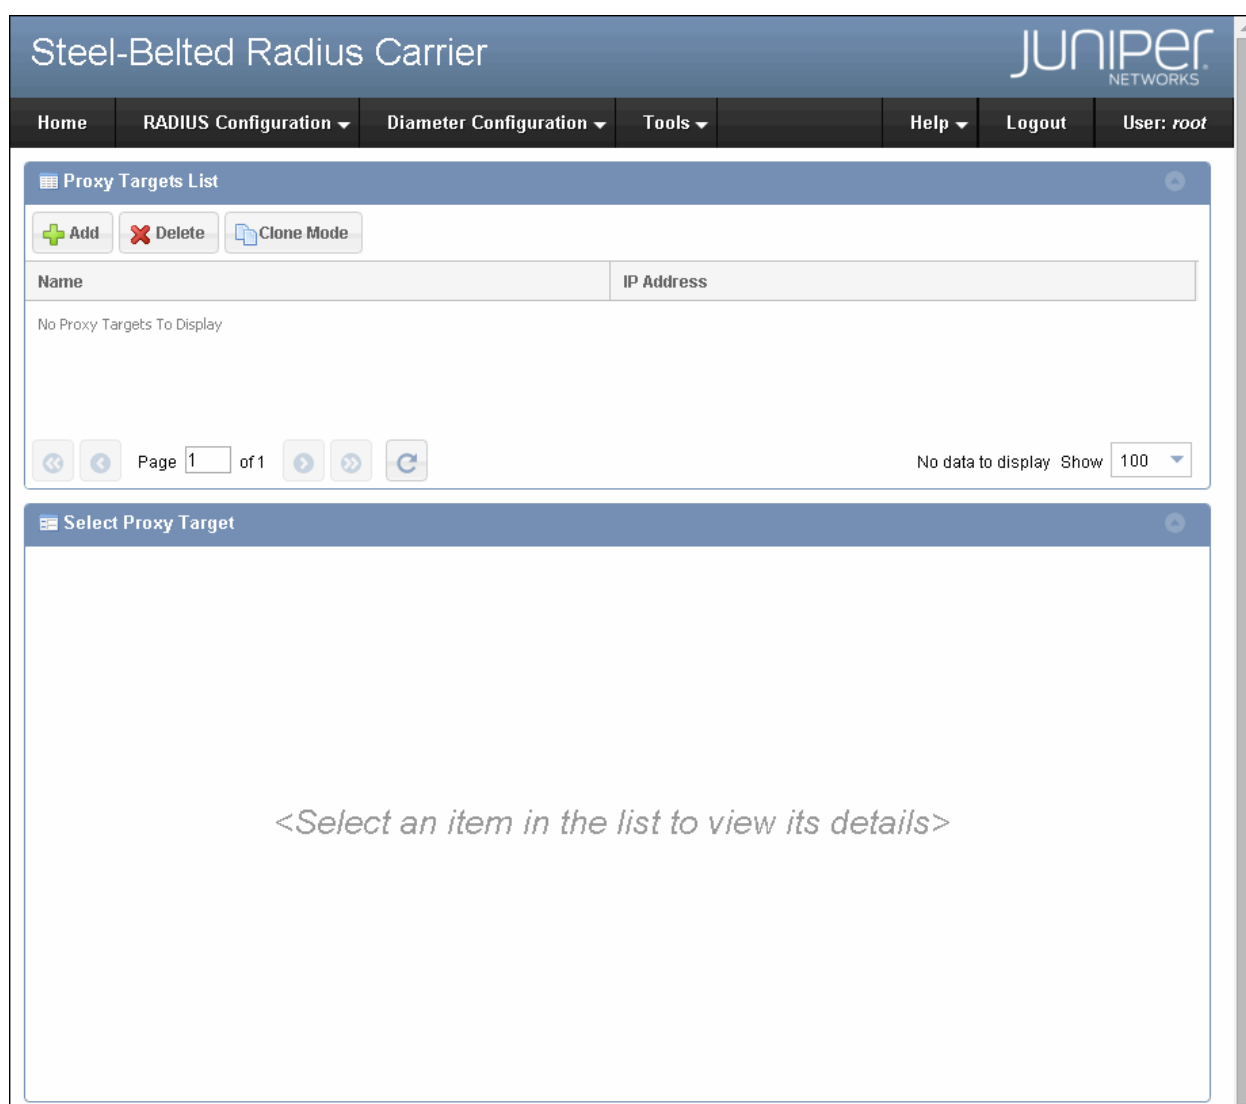 Steel-Belted Radius Carrier
JUNIPER
NETWORKS
Home RADIUS Configuration Diameter Configuration Tools Help Logout User: root
Proxy Targets List
Add Delete Clone Mode
Name IP Address
No Proxy Targets To Display
Page 1 of 1 No data to display Show 100
Select Proxy Target
<Select an item in the list to view its details>